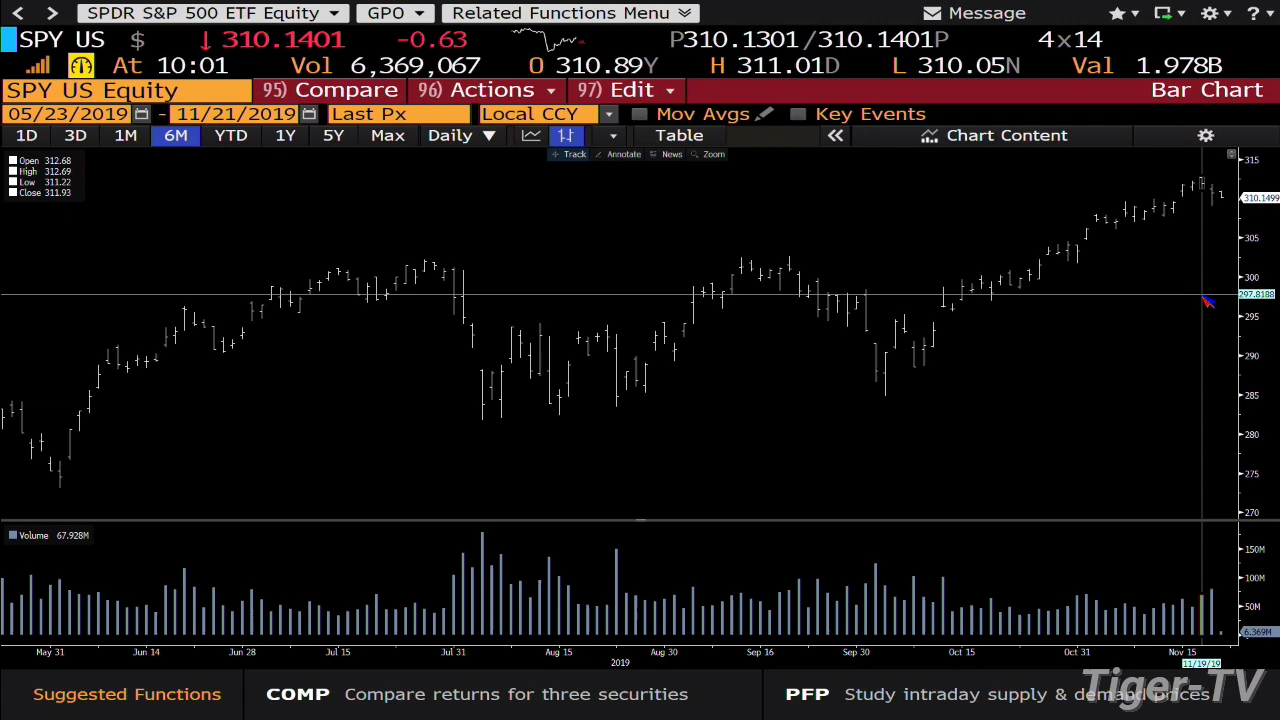 SPDR S&P 500 ETF Equity GPO Related Functions Menu Message ?
SPY US $ ↓ 310.1401 -0.63 P310.1301/310.1401P 4×14
At 10:01 Vol 6,369,067 O 310.89Y H 311.01D L 310.05N Val 1.978B
SPY US Equity 95) Compare 96) Actions 97) Edit Bar Chart
05/23/2019 - 11/21/2019 Last Px Local CCY Mov Avgs Key Events
1D 3D 1M 6M YTD 1Y 5Y Max Daily ▼ Table « Chart Content
Track Annotate News Zoom
Open 312.68
High 312.69
Low 311.22
Close 311.93
315
310.1499
305
300
297.8188
295
290
285
280
275
270
Volume 67.928M
150M
100M
50M
6.369M
May 31 Jun 14 Jun 28 Jul 15 Jul 31 Aug 15 Aug 30 Sep 16 Sep 30 Oct 15 Oct 31 Nov 15
2019 11/19/19
Suggested Functions COMP Compare returns for three securities PFP Study intraday supply & demand prices
Tiger-TV